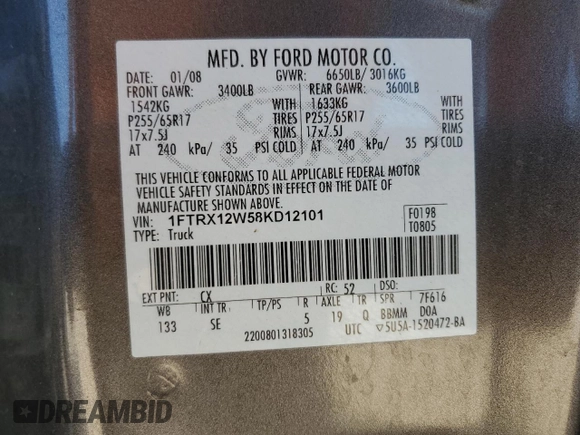 MFD. BY FORD MOTOR CO.
DATE: 01/08 GVWR: 6650LB/ 3016KG
FRONT GAWR: 3400LB REAR GAWR: 3600LB
1542KG WITH 1633KG WITH
P255/65R17 TIRES P255/65R17 TIRES
17x7.5J RIMS 17x7.5J RIMS
AT 240 kPa/ 35 PSI COLD AT 240 kPa/ 35 PSI COLD
THIS VEHICLE CONFORMS TO ALL APPLICABLE FEDERAL MOTOR
VEHICLE SAFETY STANDARDS IN EFFECT ON THE DATE OF
MANUFACTURE SHOWN ABOVE.
VIN: 1FTRX12W58KD12101 F0198
TYPE: Truck T0805
EXT PNT: CX RC: 52 DSO:
WB INT TR. TP/PS R AXLE TR SPR 7F616
133 SE 5 19 Q BBMM DOA
2200801318305 UTC 5U5A-1520472-BA
DREAMBID